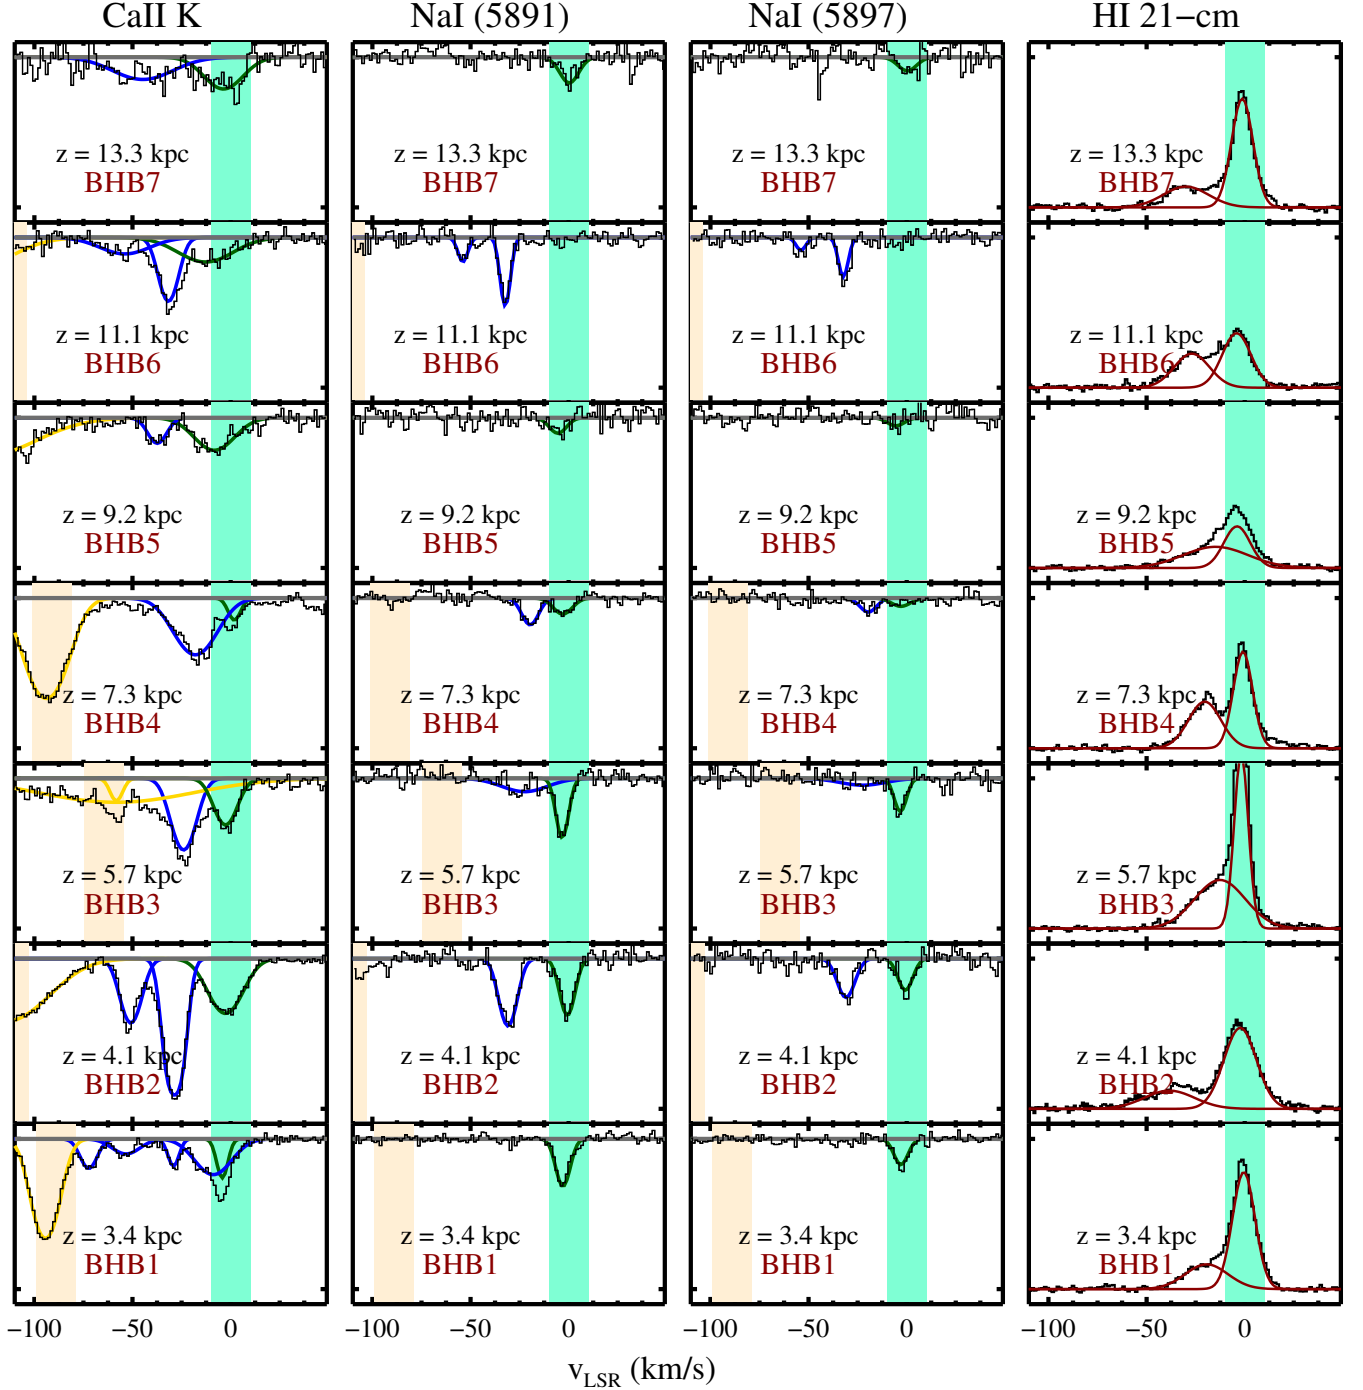 CaII K NaI (5891) NaI (5897) HI 21−cm
z = 13.3 kpc z = 13.3 kpc z = 13.3 kpc z = 13.3 kpc
BHB7 BHB7 BHB7 BHB7
z = 11.1 kpc z = 11.1 kpc z = 11.1 kpc z = 11.1 kpc
BHB6 BHB6 BHB6 BHB6
z = 9.2 kpc z = 9.2 kpc z = 9.2 kpc z = 9.2 kpc
BHB5 BHB5 BHB5 BHB5
z = 7.3 kpc z = 7.3 kpc z = 7.3 kpc z = 7.3 kpc
BHB4 BHB4 BHB4 BHB4
z = 5.7 kpc z = 5.7 kpc z = 5.7 kpc z = 5.7 kpc
BHB3 BHB3 BHB3 BHB3
z = 4.1 kpc z = 4.1 kpc z = 4.1 kpc z = 4.1 kpc
BHB2 BHB2 BHB2 BHB2
z = 3.4 kpc z = 3.4 kpc z = 3.4 kpc z = 3.4 kpc
BHB1 BHB1 BHB1 BHB1
−100 −50 0 −100 −50 0 −100 −50 0 −100 −50 0
v_LSR (km/s)